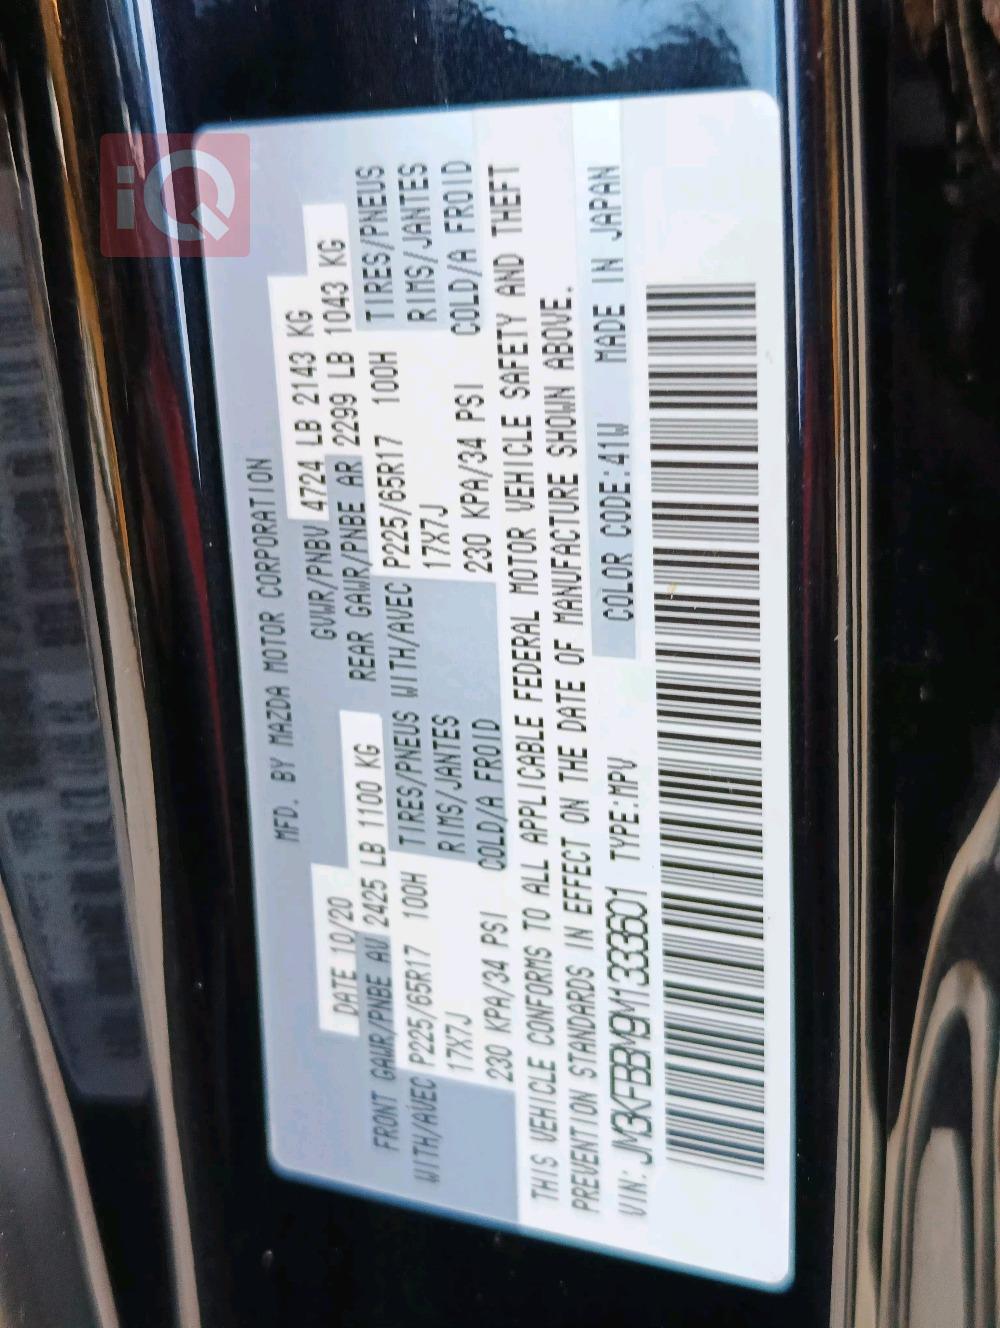 iQ
MFD. BY MAZDA MOTOR CORPORATION
DATE 10/20 GVWR/PNBV 4724 LB 2143 KG
FRONT GAWR/PNBE AV 2425 LB 1100 KG REAR GAWR/PNBE AR 2299 LB 1043 KG
WITH/AVEC P225/65R17 100H TIRES/PNEUS WITH/AVEC P225/65R17 100H TIRES/PNEUS
17X7J RIMS/JANTES 17X7J RIMS/JANTES
230 KPA/34 PSI COLD/A FROID 230 KPA/34 PSI COLD/A FROID
THIS VEHICLE CONFORMS TO ALL APPLICABLE FEDERAL MOTOR VEHICLE SAFETY AND THEFT
PREVENTION STANDARDS IN EFFECT ON THE DATE OF MANUFACTURE SHOWN ABOVE.
VIN: JM3KFBBM9M1333601 TYPE:MPV COLOR CODE:41W MADE IN JAPAN